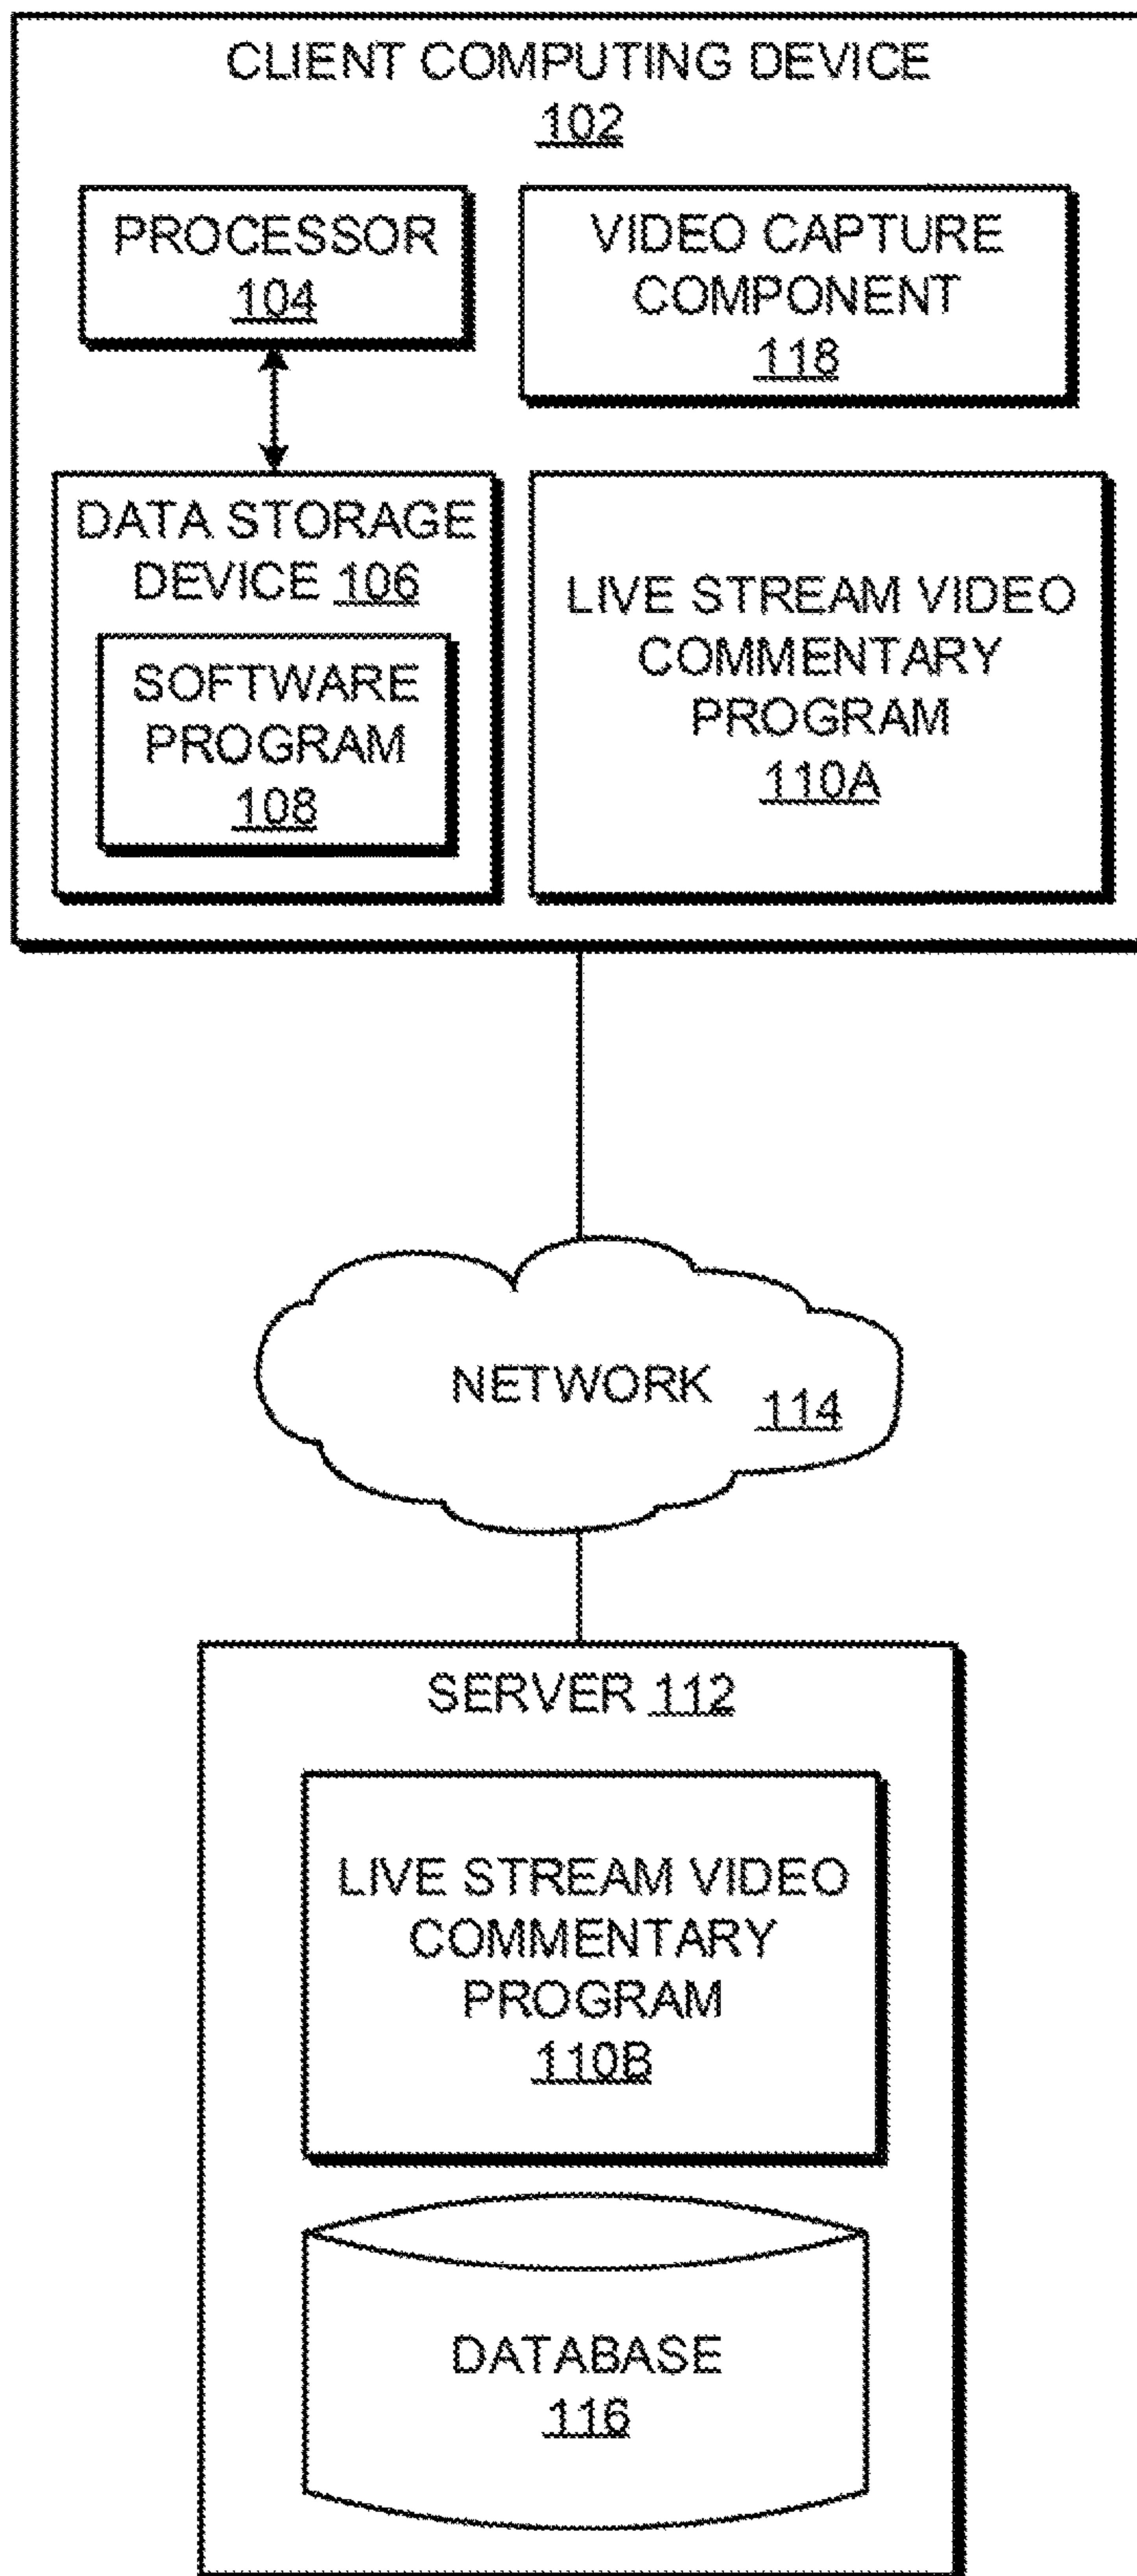 CLIENT COMPUTING DEVICE
102
PROCESSOR
104
VIDEO CAPTURE
COMPONENT
118
DATA STORAGE
DEVICE 106
SOFTWARE
PROGRAM
108
LIVE STREAM VIDEO
COMMENTARY
PROGRAM
110A
NETWORK 114
SERVER 112
LIVE STREAM VIDEO
COMMENTARY
PROGRAM
110B
DATABASE
116